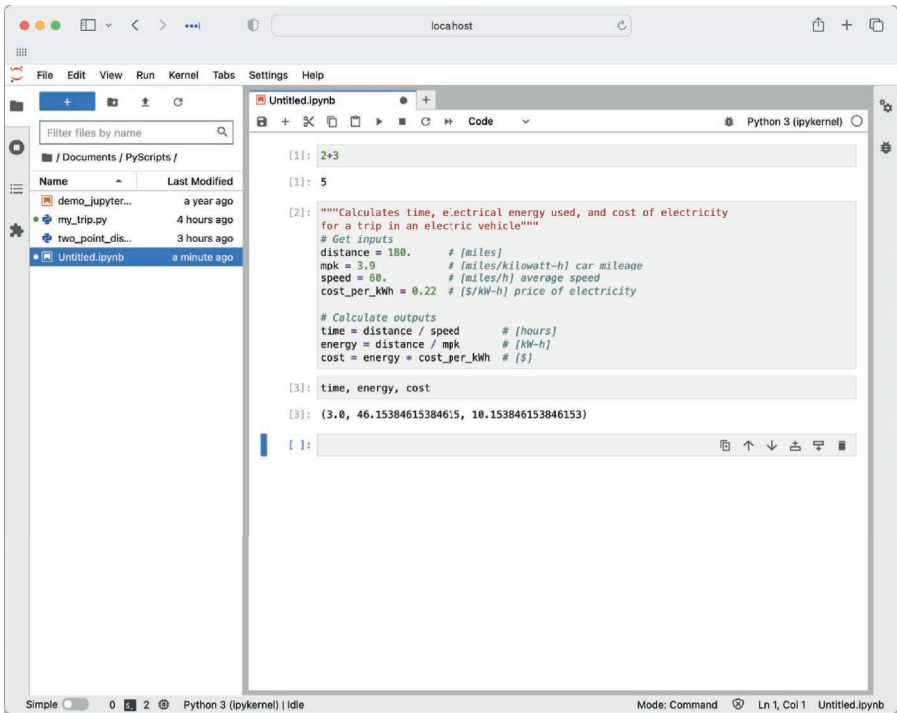 locahost
File Edit View Run Kernel Tabs Settings Help
Filter files by name
/ Documents / PyScripts /
Name Last Modified
demo_jupyter... a year ago
my_trip.py 4 hours ago
two_point_dis... 3 hours ago
Untitled.ipynb a minute ago
Untitled.ipynb
Code
Python 3 (ipykernel)
[1]: 2+3
[1]: 5
[2]: """Calculates time, electrical energy used, and cost of electricity
for a trip in an electric vehicle"""
# Get inputs
distance = 180. # [miles]
mpk = 3.9 # [miles/kilowatt-h] car mileage
speed = 60. # [miles/h] average speed
cost_per_kWh = 0.22 # [$/kW-h] price of electricity
# Calculate outputs
time = distance / speed # [hours]
energy = distance / mpk # [kW-h]
cost = energy * cost_per_kWh # [$]
[3]: time, energy, cost
[3]: (3.0, 46.15384615384615, 10.153846153846153)
[ ]:
Simple 0 2 Python 3 (ipykernel) | Idle Mode: Command Ln 1, Col 1 Untitled.ipynb